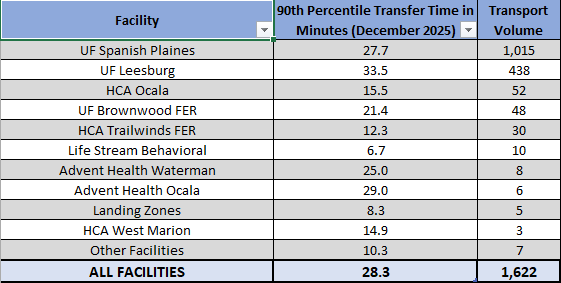 Facility 90th Percentile Transfer Time in Minutes (December 2025) Transport Volume
UF Spanish Plaines 27.7 1,015
UF Leesburg 33.5 438
HCA Ocala 15.5 52
UF Brownwood FER 21.4 48
HCA Trailwinds FER 12.3 30
Life Stream Behavioral 6.7 10
Advent Health Waterman 25.0 8
Advent Health Ocala 29.0 6
Landing Zones 8.3 5
HCA West Marion 14.9 3
Other Facilities 10.3 7
ALL FACILITIES 28.3 1,622